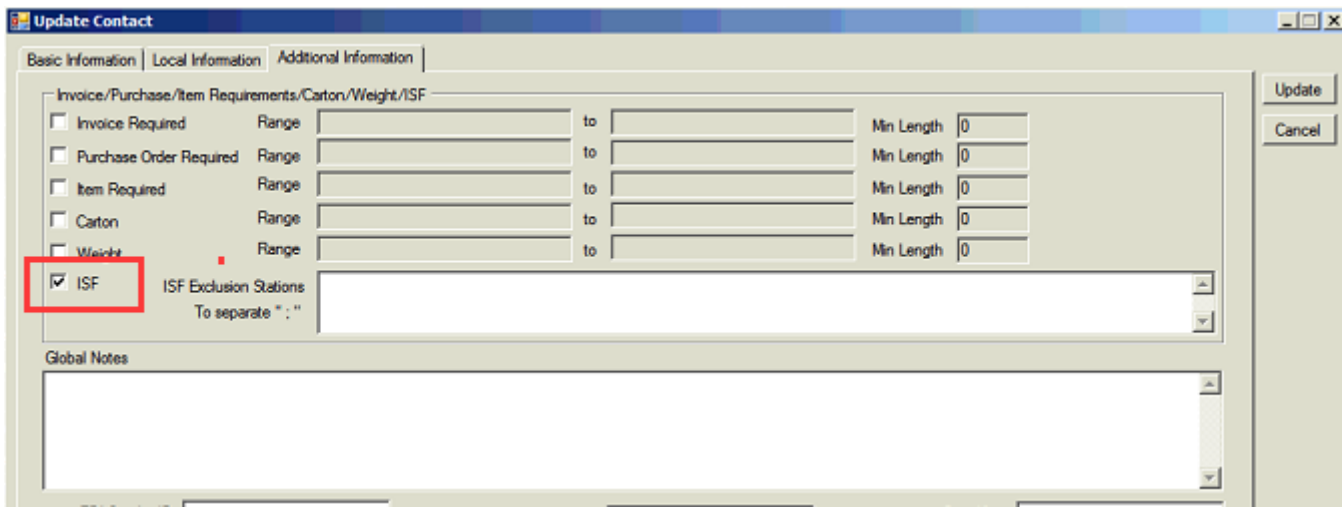 Update Contact
Basic Information Local Information Additional Information
Invoice/Purchase/Item Requirements/Carton/Weight/ISF
Update
Invoice Required Range to Min Length 0
Cancel
Purchase Order Required Range to Min Length 0
Item Required Range to Min Length 0
Carton Range to Min Length 0
Weight Range to Min Length 0
ISF ISF Exclusion Stations
To separate " ; "
Global Notes